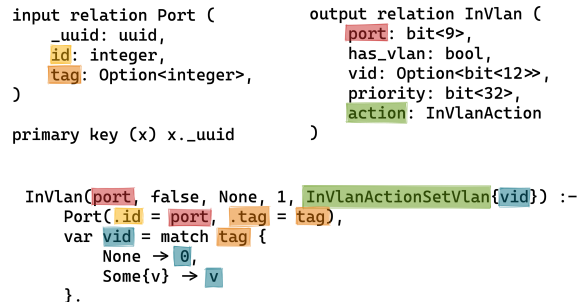 input relation Port (
    _uuid: uuid,
    id: integer,
    tag: Option<integer>,
)
primary key (x) x._uuid
output relation InVlan (
    port: bit<9>,
    has_vlan: bool,
    vid: Option<bit<12>>,
    priority: bit<32>,
    action: InVlanAction
)
InVlan(port, false, None, 1, InVlanActionSetVlan{vid}) :-
    Port(.id = port, .tag = tag),
    var vid = match tag {
        None -> 0,
        Some{v} -> v
    }.